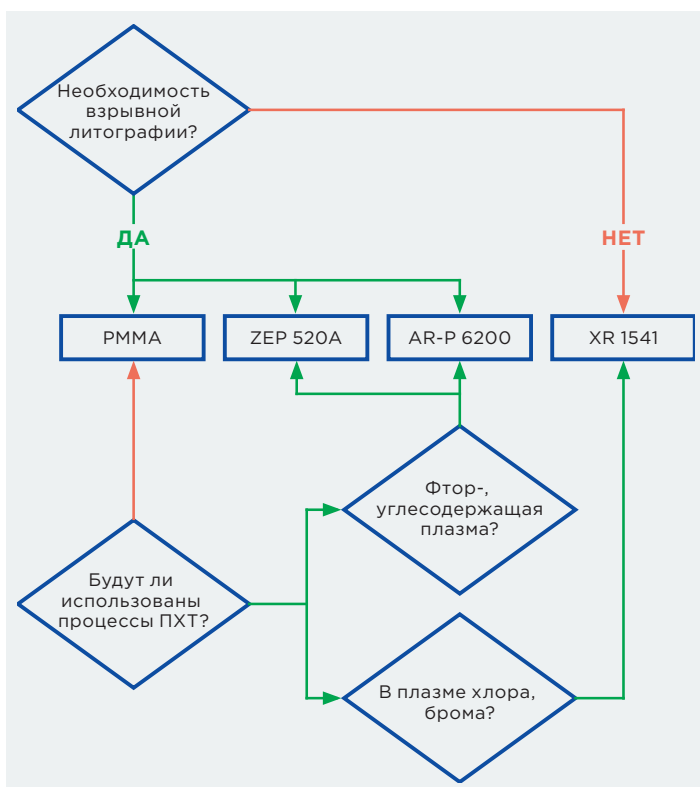 Необходимость
взрывной
литографии?
ДА
НЕТ
PMMA
ZEP 520A
AR-P 6200
XR 1541
Фтор-,
углесодержащая
плазма?
Будут ли
использованы
процессы ПХТ?
В плазме хлора,
брома?